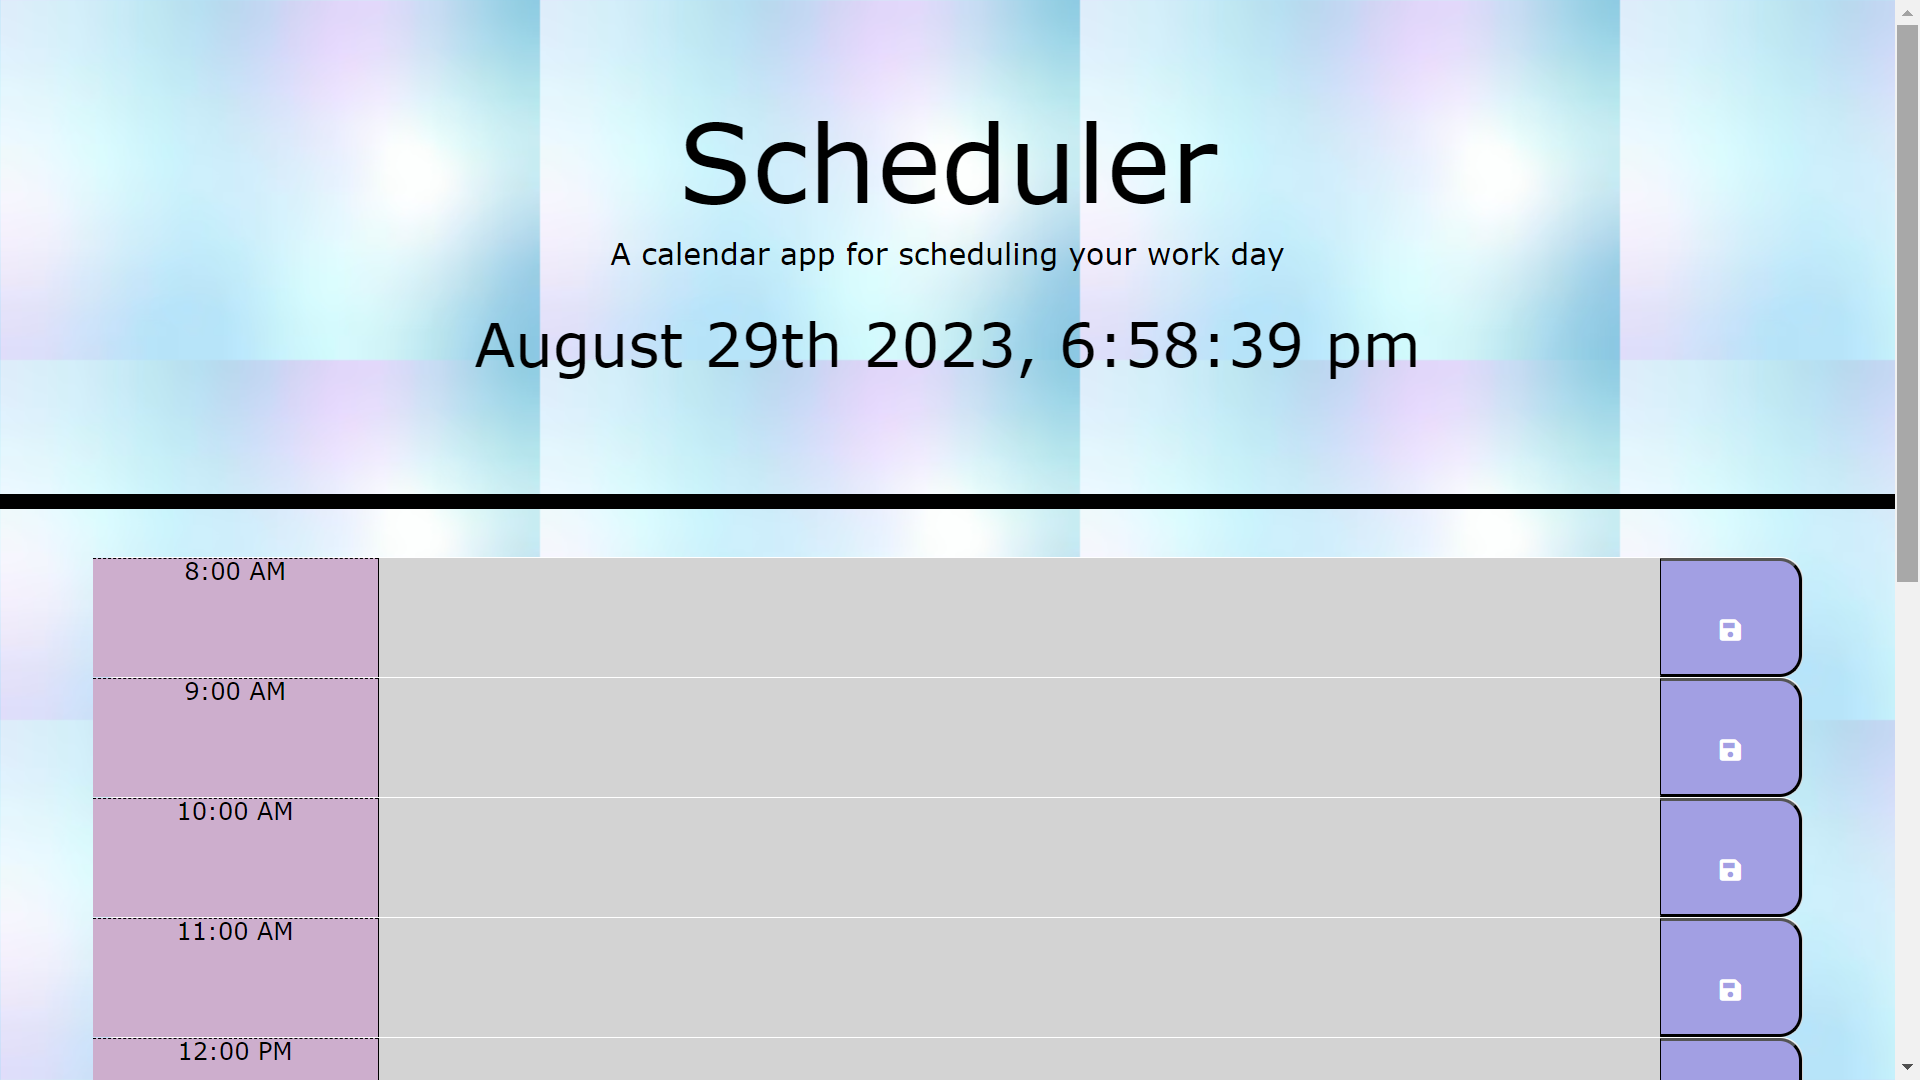 Scheduler
A calendar app for scheduling your work day
August 29th 2023, 6:58:39 pm
8:00 AM
9:00 AM
10:00 AM
11:00 AM
12:00 PM